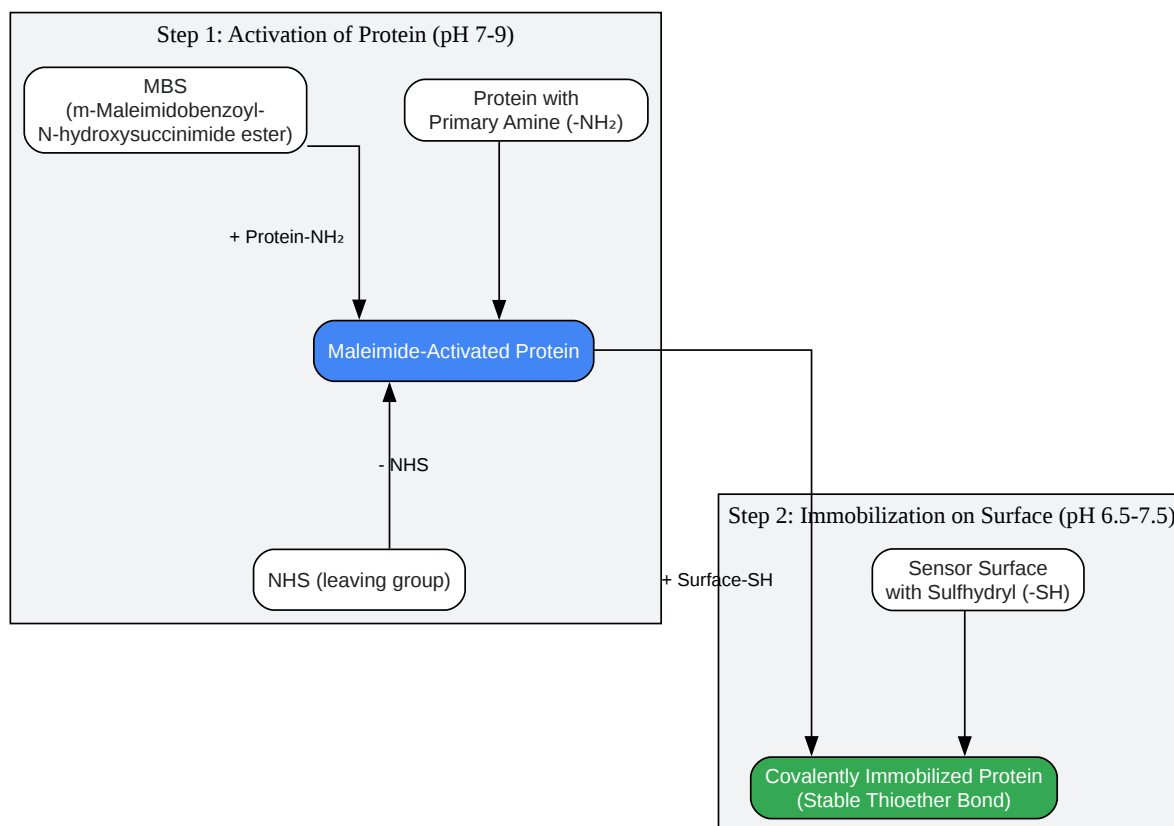 Step 1: Activation of Protein (pH 7-9)
MBS
(m-Maleimidobenzoyl-
N-hydroxysuccinimide ester)
Protein with
Primary Amine (-NH₂)
+ Protein-NH₂
Maleimide-Activated Protein
- NHS
NHS (leaving group)
+ Surface-SH
Step 2: Immobilization on Surface (pH 6.5-7.5)
Sensor Surface
with Sulfhydryl (-SH)
Covalently Immobilized Protein
(Stable Thioether Bond)